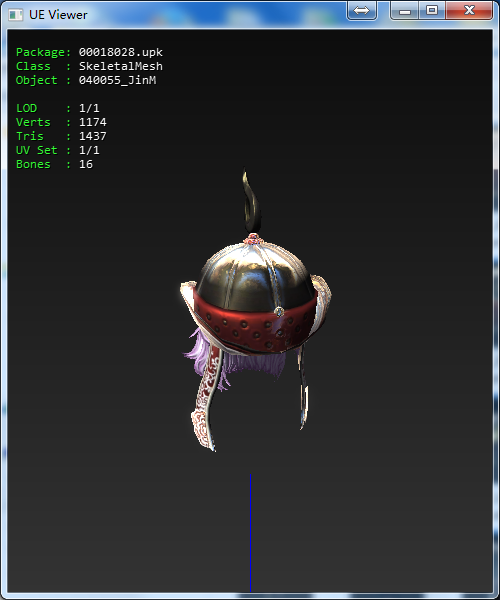 UE Viewer
Package: 00018028.upk
Class : SkeletalMesh
Object : 040055_JinM
LOD : 1/1
Verts : 1174
Tris : 1437
UV Set : 1/1
Bones : 16